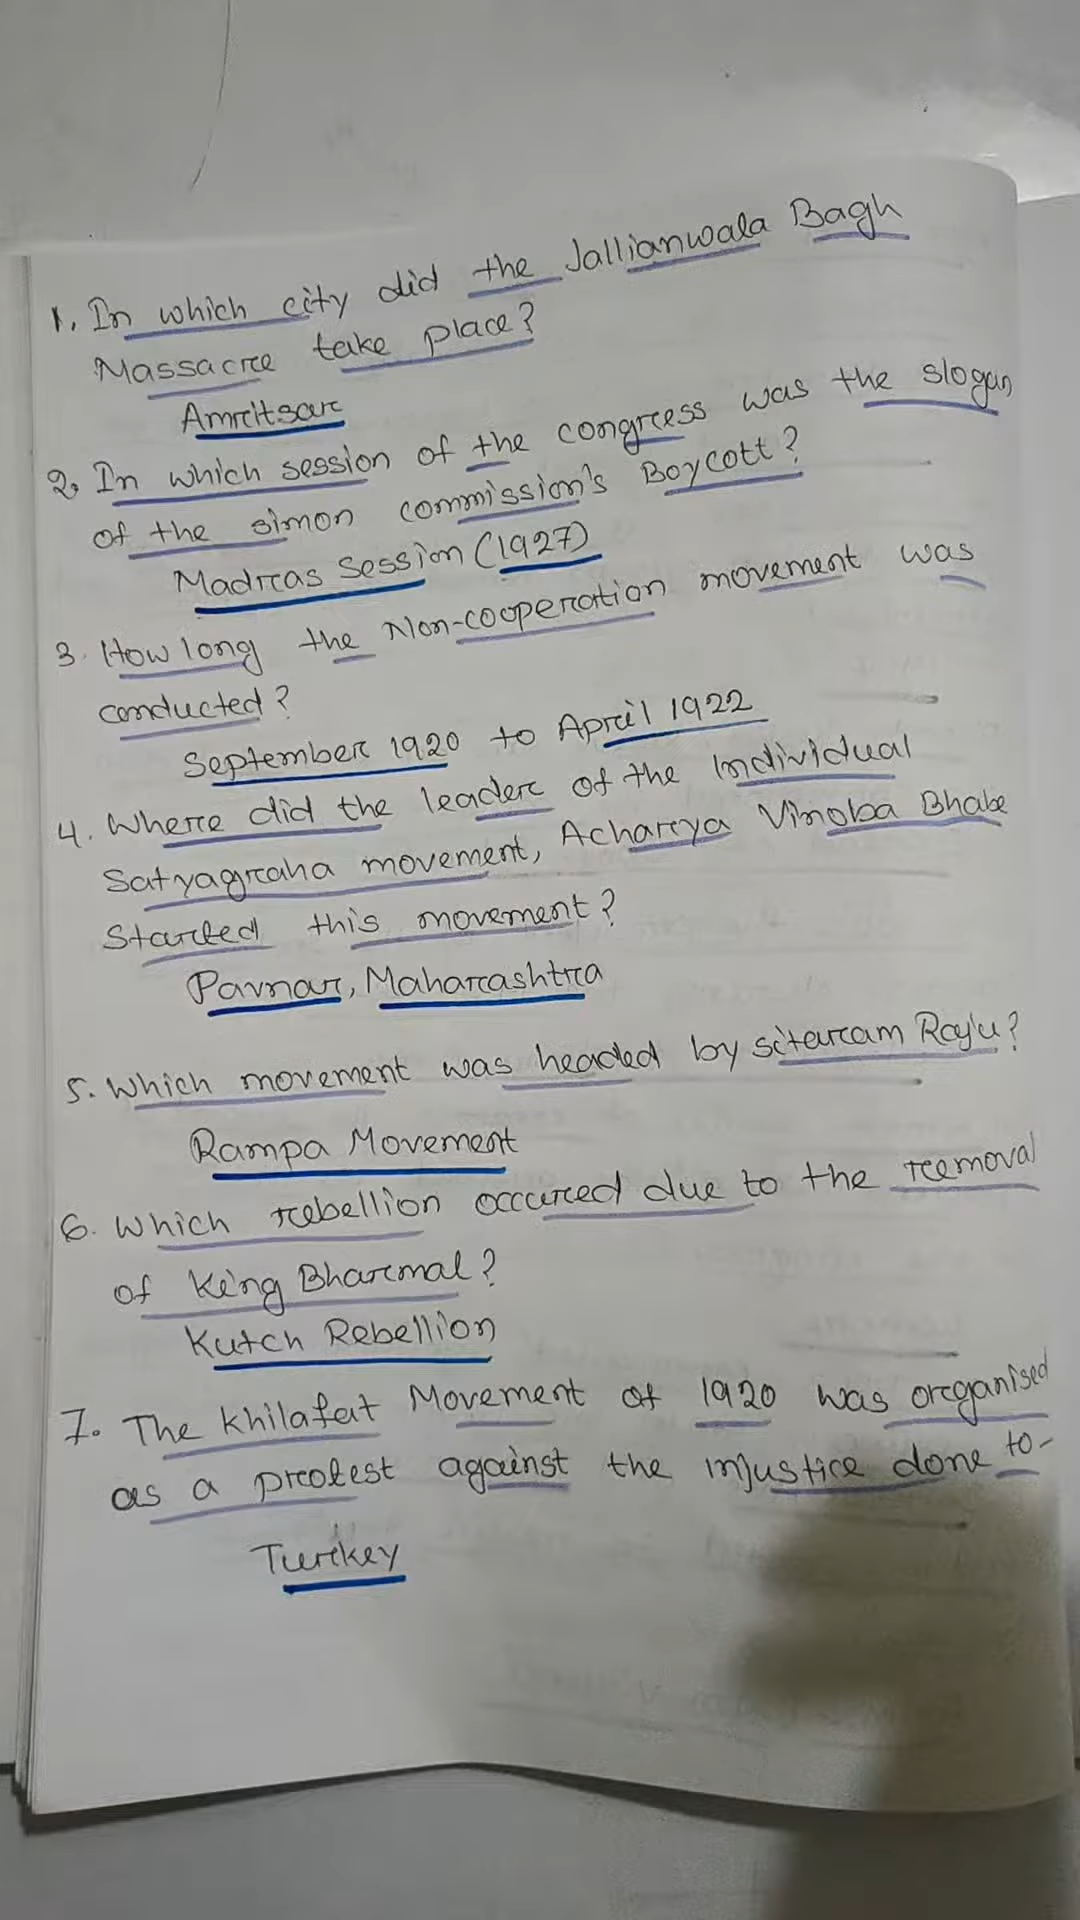 1. In which city did the Jallianwala Bagh
Massacre take place?
Amritsar
2. In which session of the congress was the slogan
of the simon commission's Boycott?
Madras Session (1927)
3. How long the Non-cooperation movement was
conducted?
September 1920 to April 1922
4. Where did the leader of the Individual
Satyagraha movement, Acharya Vinoba Bhabe
Started this movement?
Pavnar, Maharashtra
5. Which movement was headed by sitaram Raju?
Rampa Movement
6. Which rebellion occured due to the removal
of King Bharmal?
Kutch Rebellion
7. The Khilafat Movement of 1920 was organised
as a protest against the injustice done to-
Turkey